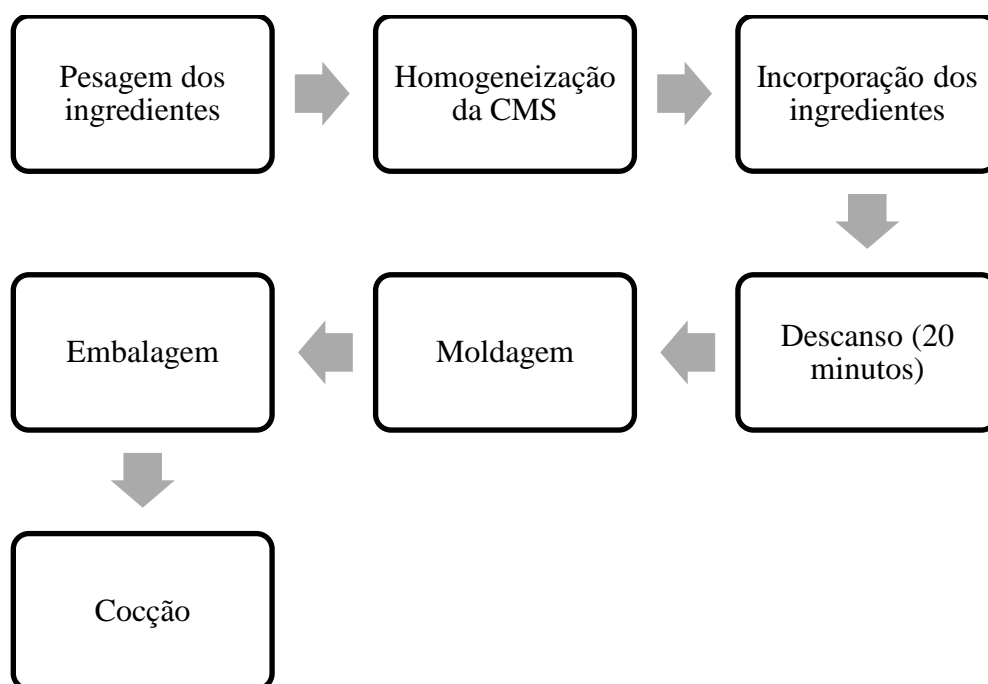 Pesagem dos
ingredientes
Homogeneização
da CMS
Incorporação dos
ingredientes
Descanso (20
minutos)
Moldagem
Embalagem
Cocção